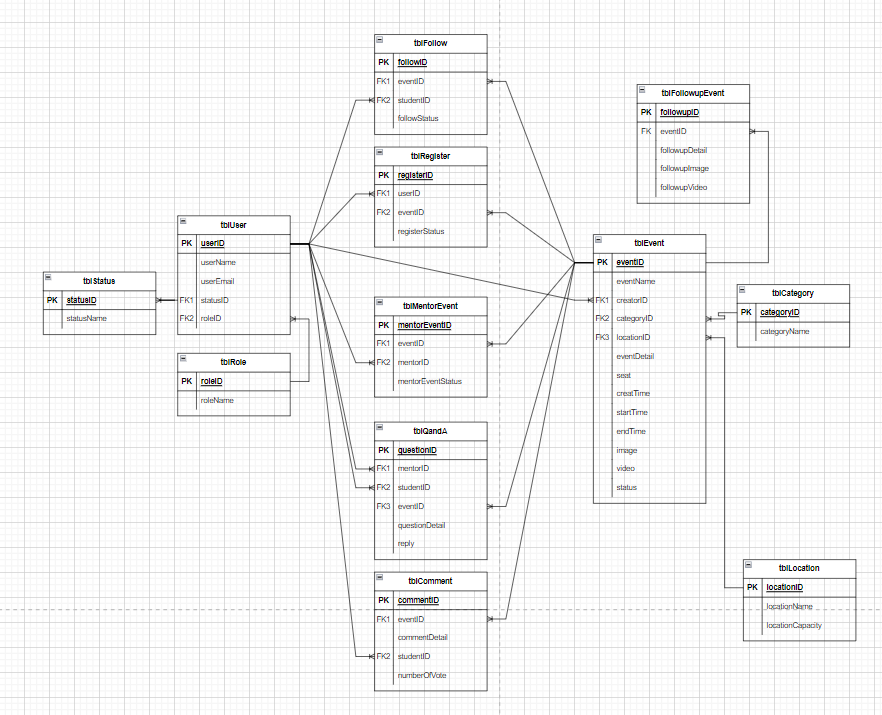 tblFollow
PK followID
FK1 eventID
FK2 studentID
followStatus
tblRegister
PK registerID
FK1 userID
FK2 eventID
registerStatus
tblMentorEvent
PK mentorEventID
FK1 eventID
FK2 mentorID
mentorEventStatus
tblQandA
PK questionID
FK1 mentorID
FK2 studentID
FK3 eventID
questionDetail
reply
tblComment
PK commentID
FK1 eventID
commentDetail
FK2 studentID
numberOfVote
tblUser
PK userID
userName
userEmail
FK1 statusID
FK2 roleID
tblStatus
PK statusID
statusName
tblRole
PK roleID
roleName
tblFollowupEvent
PK followupID
FK eventID
followupDetail
followupImage
followupVideo
tblEvent
PK eventID
eventName
FK1 creatorID
FK2 categoryID
FK3 locationID
eventDetail
seat
creatTime
startTime
endTime
image
video
status
tblCategory
PK categoryID
categoryName
tblLocation
PK locationID
locationName
locationCapacity